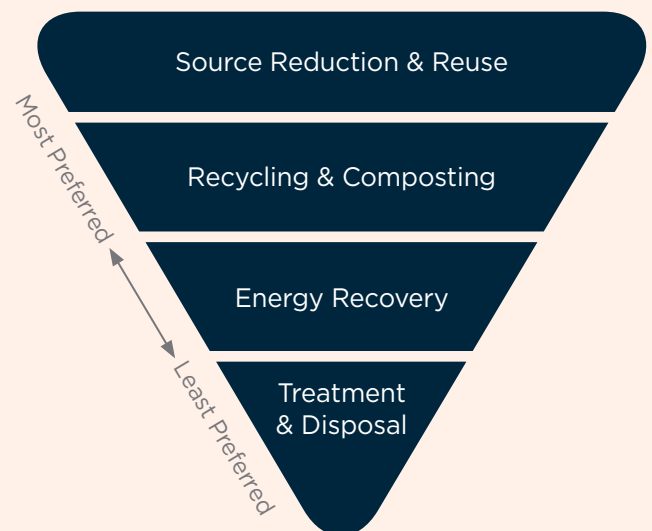 Source Reduction & Reuse
Most Preferred
Recycling & Composting
Energy Recovery
Least Preferred
Treatment
& Disposal